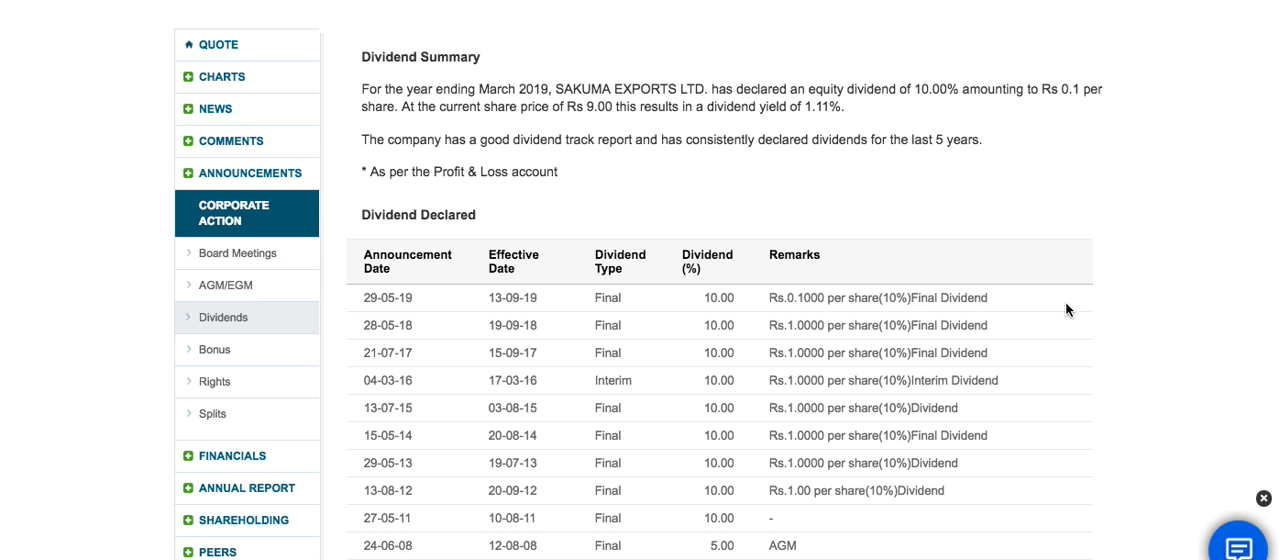 QUOTE
CHARTS
NEWS
COMMENTS
ANNOUNCEMENTS
CORPORATE
ACTION
Board Meetings
AGM/EGM
Dividends
Bonus
Rights
Splits
FINANCIALS
ANNUAL REPORT
SHAREHOLDING
PEERS
Dividend Summary
For the year ending March 2019, SAKUMA EXPORTS LTD. has declared an equity dividend of 10.00% amounting to Rs 0.1 per
share. At the current share price of Rs 9.00 this results in a dividend yield of 1.11%.
The company has a good dividend track report and has consistently declared dividends for the last 5 years.
* As per the Profit & Loss account
Dividend Declared
Announcement Date Effective Date Dividend Type Dividend (%) Remarks
29-05-19 13-09-19 Final 10.00 Rs.0.1000 per share(10%)Final Dividend
28-05-18 19-09-18 Final 10.00 Rs.1.0000 per share(10%)Final Dividend
21-07-17 15-09-17 Final 10.00 Rs.1.0000 per share(10%)Final Dividend
04-03-16 17-03-16 Interim 10.00 Rs.1.0000 per share(10%)Interim Dividend
13-07-15 03-08-15 Final 10.00 Rs.1.0000 per share(10%)Dividend
15-05-14 20-08-14 Final 10.00 Rs.1.0000 per share(10%)Final Dividend
29-05-13 19-07-13 Final 10.00 Rs.1.0000 per share(10%)Dividend
13-08-12 20-09-12 Final 10.00 Rs.1.00 per share(10%)Dividend
27-05-11 10-08-11 Final 10.00 -
24-06-08 12-08-08 Final 5.00 AGM